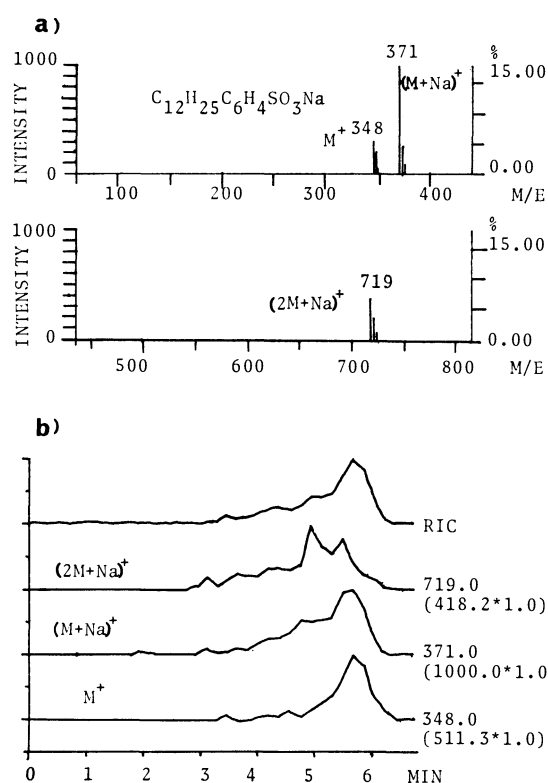 a)
1000
INTENSITY
0
C12H25C6H4SO3Na
M+ 348
371
(M+Na)+
%
15.00
0.00
100 200 300 400 M/E
1000
INTENSITY
0
(2M+Na)+
719
%
15.00
0.00
500 600 700 800 M/E
b)
RIC
(2M+Na)+
719.0
(418.2*1.0)
(M+Na)+
371.0
(1000.0*1.0
M+
348.0
(511.3*1.0)
0 1 2 3 4 5 6 MIN